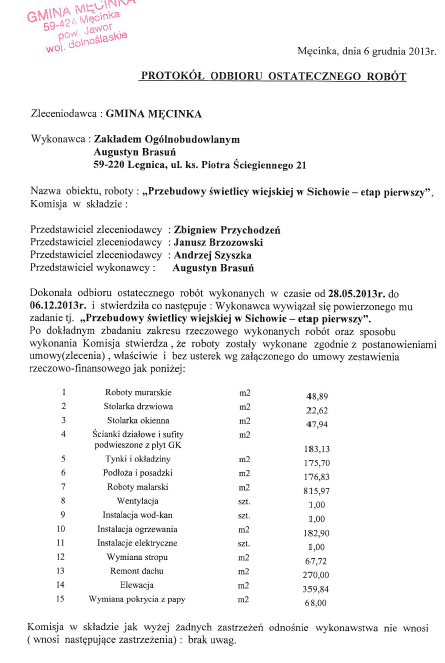 GMINA MĘCINKA
59-424 Męcinka
pow. Jawor
woj. dolnośląskie
Męcinka, dnia 6 grudnia 2013r.
PROTOKÓŁ ODBIORU OSTATECZNEGO ROBÓT
Zleceniodawca : GMINA MĘCINKA
Wykonawca : Zakładem Ogólnobudowlanym
Augustyn Brasuń
59-220 Legnica, ul. ks. Piotra Ściegiennego 21
Nazwa obiektu, roboty : „Przebudowy świetlicy wiejskiej w Sichowie – etap pierwszy”.
Komisja w składzie :
Przedstawiciel zleceniodawcy : Zbigniew Przychodzeń
Przedstawiciel zleceniodawcy : Janusz Brzozowski
Przedstawiciel zleceniodawcy : Andrzej Szyszka
Przedstawiciel wykonawcy : Augustyn Brasuń
Dokonała odbioru ostatecznego robót wykonanych w czasie od 28.05.2013r. do
06.12.2013r. i stwierdziła co następuje : Wykonawca wywiązał się powierzonego mu
zadanie tj. „Przebudowy świetlicy wiejskiej w Sichowie – etap pierwszy”.
Po dokładnym zbadaniu zakresu rzeczowego wykonanych robót oraz sposobu
wykonania Komisja stwierdza , że roboty zostały wykonane zgodnie z postanowieniami
umowy(zlecenia) , właściwie i bez usterek wg załączonego do umowy zestawienia
rzeczowo-finansowego jak poniżej:
1 Roboty murarskie m2 48,89
2 Stolarka drzwiowa m2 22,62
3 Stolarka okienna m2 47,94
4 Ścianki działowe i sufity m2
podwieszone z płyt GK 183,13
5 Tynki i okładziny m2 175,70
6 Podłoża i posadzki m2 176,83
7 Roboty malarski m2 815,97
8 Wentylacja szt. 1,00
9 Instalacja wod-kan szt. 1,00
10 Instalacja ogrzewania m2 182,90
11 Instalacje elektryczne szt. 1,00
12 Wymiana stropu m2 67,72
13 Remont dachu m2 270,00
14 Elewacja m2 359,84
15 Wymiana pokrycia z papy m2 68,00
Komisja w składzie jak wyżej żadnych zastrzeżeń odnośnie wykonawstwa nie wnosi
( wnosi następujące zastrzeżenia) : brak uwag.